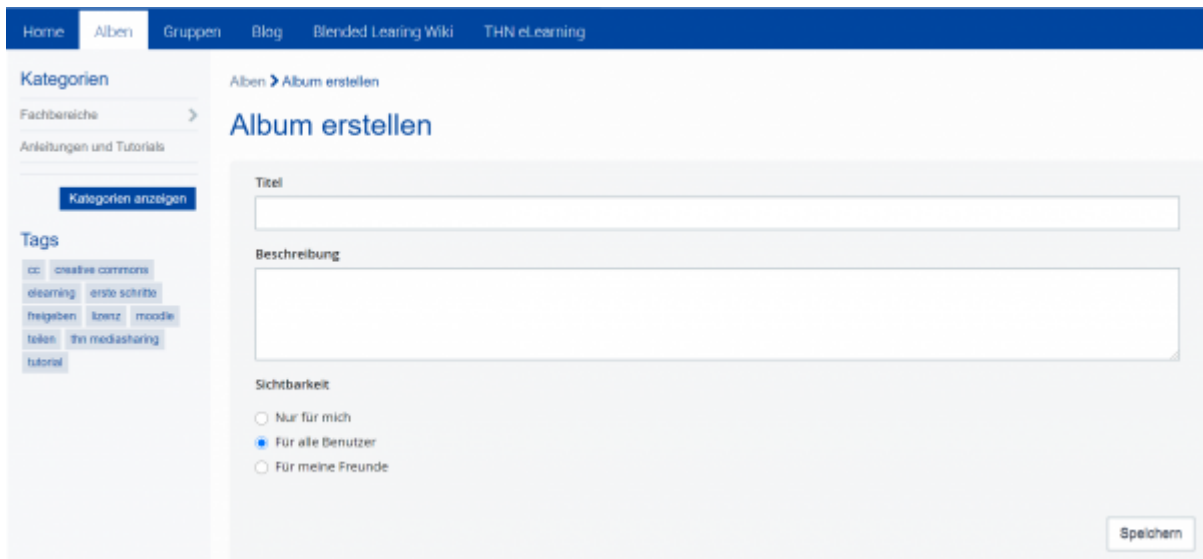 Home Alben Gruppen Blog Blended Learing Wiki THN eLearning
Kategorien
Fachbereiche
Anleitungen und Tutorials
Kategorien anzeigen
Tags
cc creative commons
elearning erste schritte
freigeben lizenz moodle
teilen thn mediasharing
tutorial
Alben > Album erstellen
Album erstellen
Titel
Beschreibung
Sichtbarkeit
Nur für mich
Für alle Benutzer
Für meine Freunde
Speichern